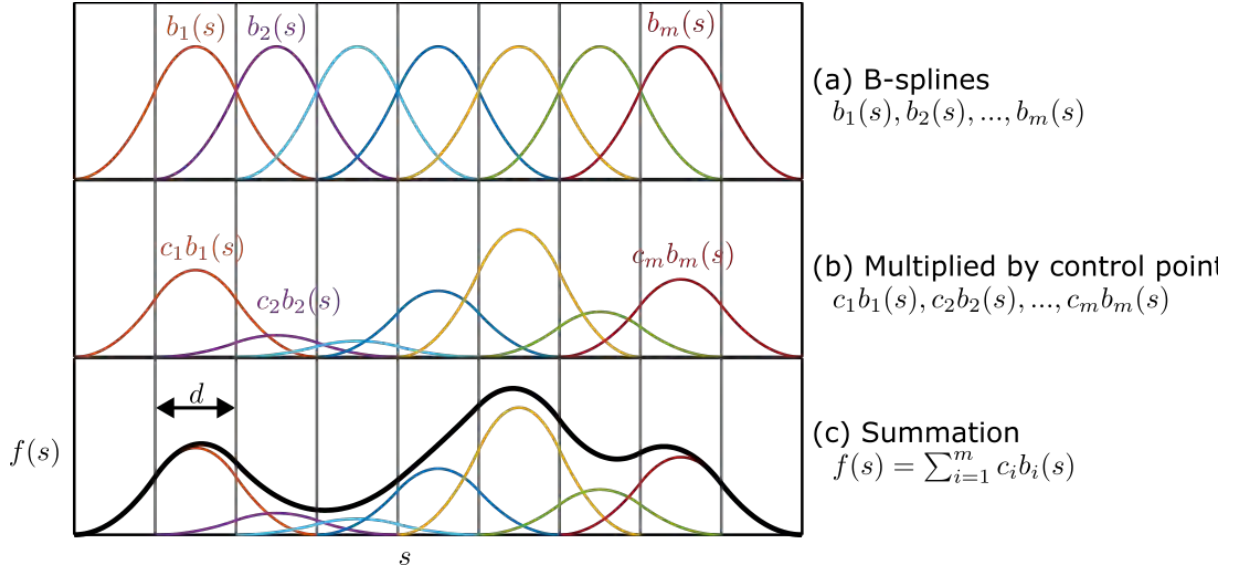 b₁(s) b₂(s) bₘ(s)
(a) B-splines
b₁(s), b₂(s), ..., bₘ(s)
c₁b₁(s) c₂b₂(s) cₘbₘ(s)
(b) Multiplied by control point
c₁b₁(s), c₂b₂(s), ..., cₘbₘ(s)
d
f(s)
(c) Summation
f(s) = ∑ᵢ₌₁ᵐ cᵢbᵢ(s)
s